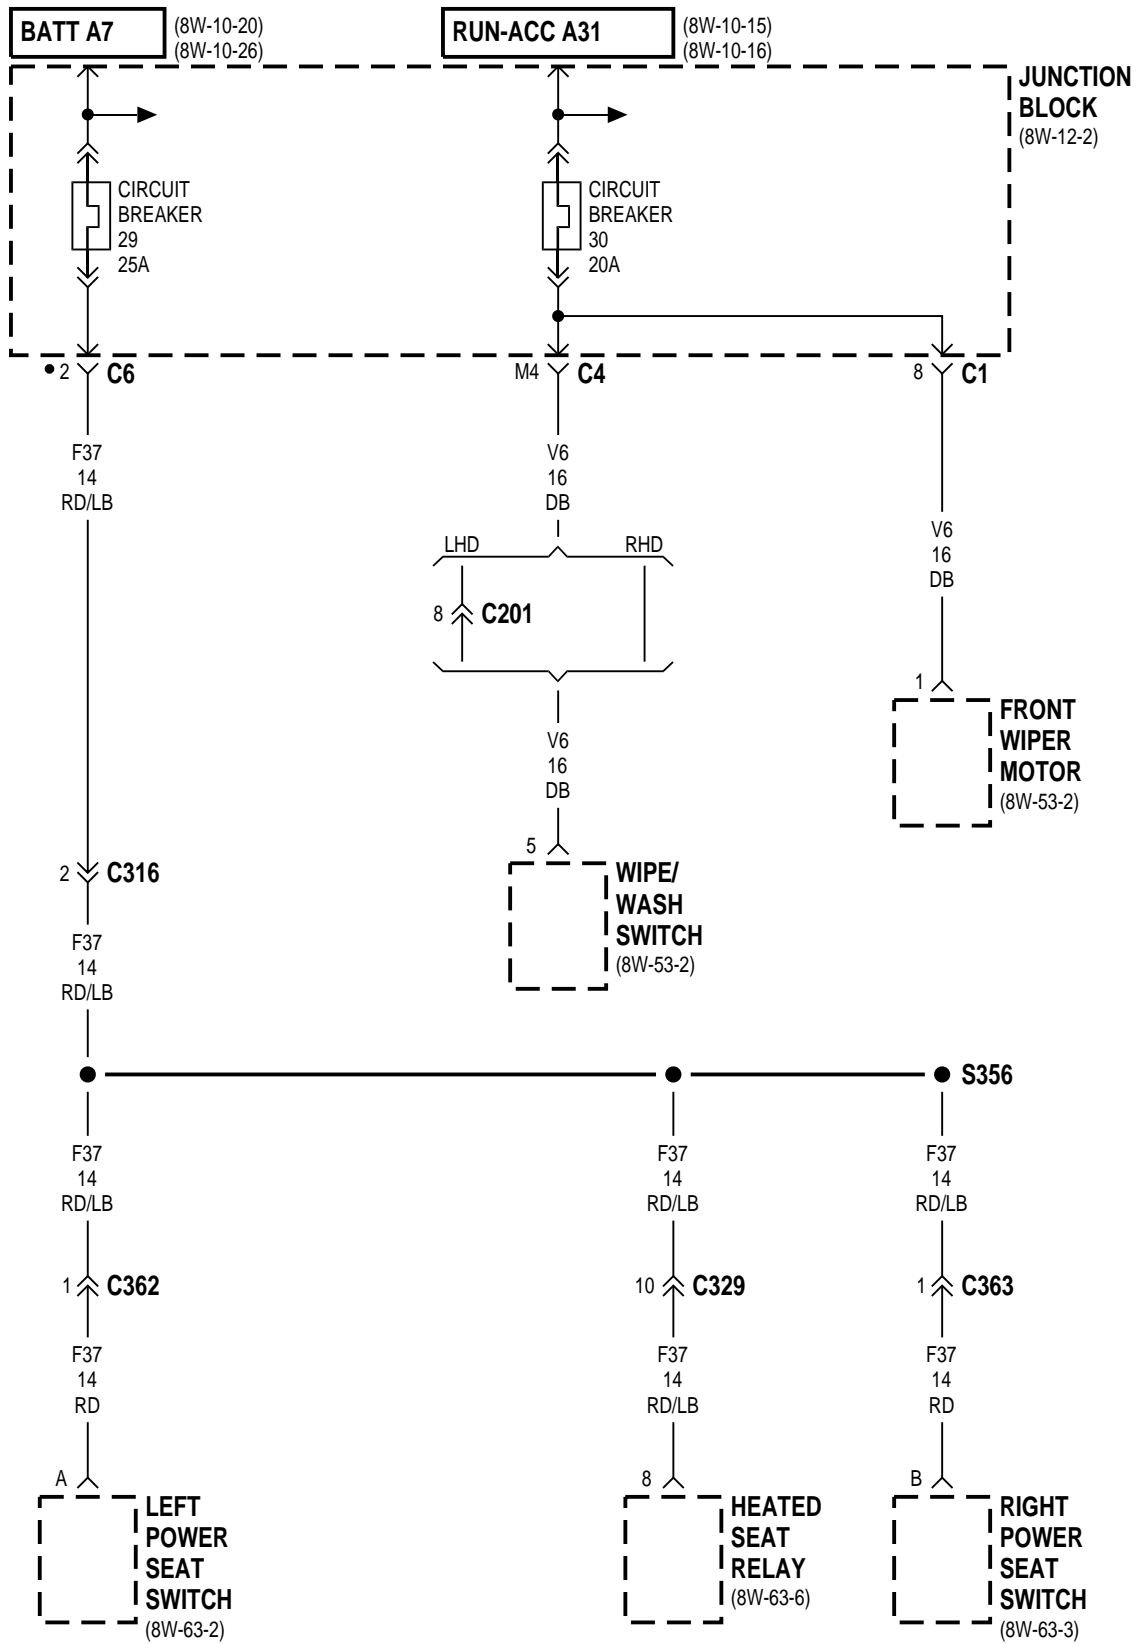 BATT A7
(8W-10-20)
(8W-10-26)
RUN-ACC A31
(8W-10-15)
(8W-10-16)
JUNCTION
BLOCK
(8W-12-2)
CIRCUIT
BREAKER
29
25A
CIRCUIT
BREAKER
30
20A
• 2 C6
M4 C4
8 C1
F37
14
RD/LB
V6
16
DB
V6
16
DB
LHD
RHD
8 C201
V6
16
DB
1
FRONT
WIPER
MOTOR
(8W-53-2)
5
WIPE/
WASH
SWITCH
(8W-53-2)
2 C316
F37
14
RD/LB
S356
F37
14
RD/LB
F37
14
RD/LB
F37
14
RD/LB
1 C362
10 C329
1 C363
F37
14
RD
F37
14
RD/LB
F37
14
RD
A
LEFT
POWER
SEAT
SWITCH
(8W-63-2)
8
HEATED
SEAT
RELAY
(8W-63-6)
B
RIGHT
POWER
SEAT
SWITCH
(8W-63-3)